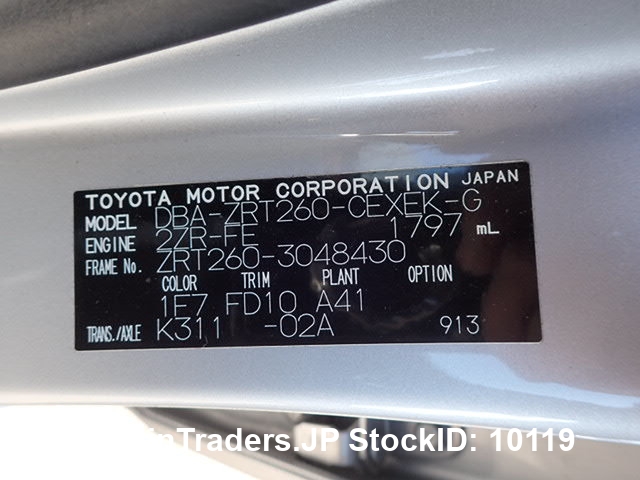 TOYOTA MOTOR CORPORATION JAPAN
MODEL DBA-ZRT260-CEXEK-G
ENGINE 2ZR-FE 1797 mL
FRAME No. ZRT260-3048430
COLOR TRIM PLANT OPTION
1F7 FD10 A41
TRANS./AXLE K311 -02A 913
inTraders.JP StockID: 10119